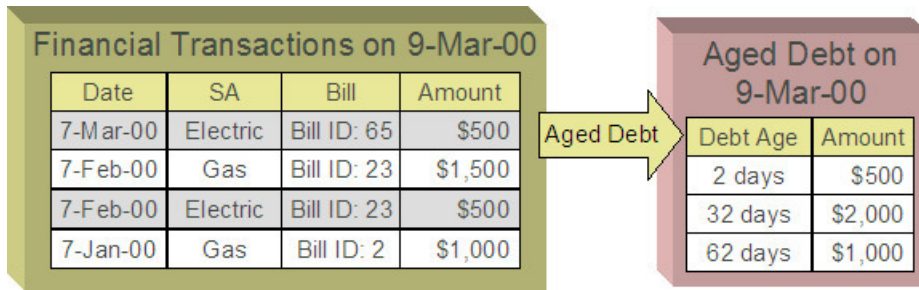 Financial Transactions on 9-Mar-00
Date SA Bill Amount
7-Mar-00 Electric Bill ID: 65 $500
7-Feb-00 Gas Bill ID: 23 $1,500
7-Feb-00 Electric Bill ID: 23 $500
7-Jan-00 Gas Bill ID: 2 $1,000
Aged Debt
Aged Debt on
9-Mar-00
Debt Age Amount
2 days $500
32 days $2,000
62 days $1,000